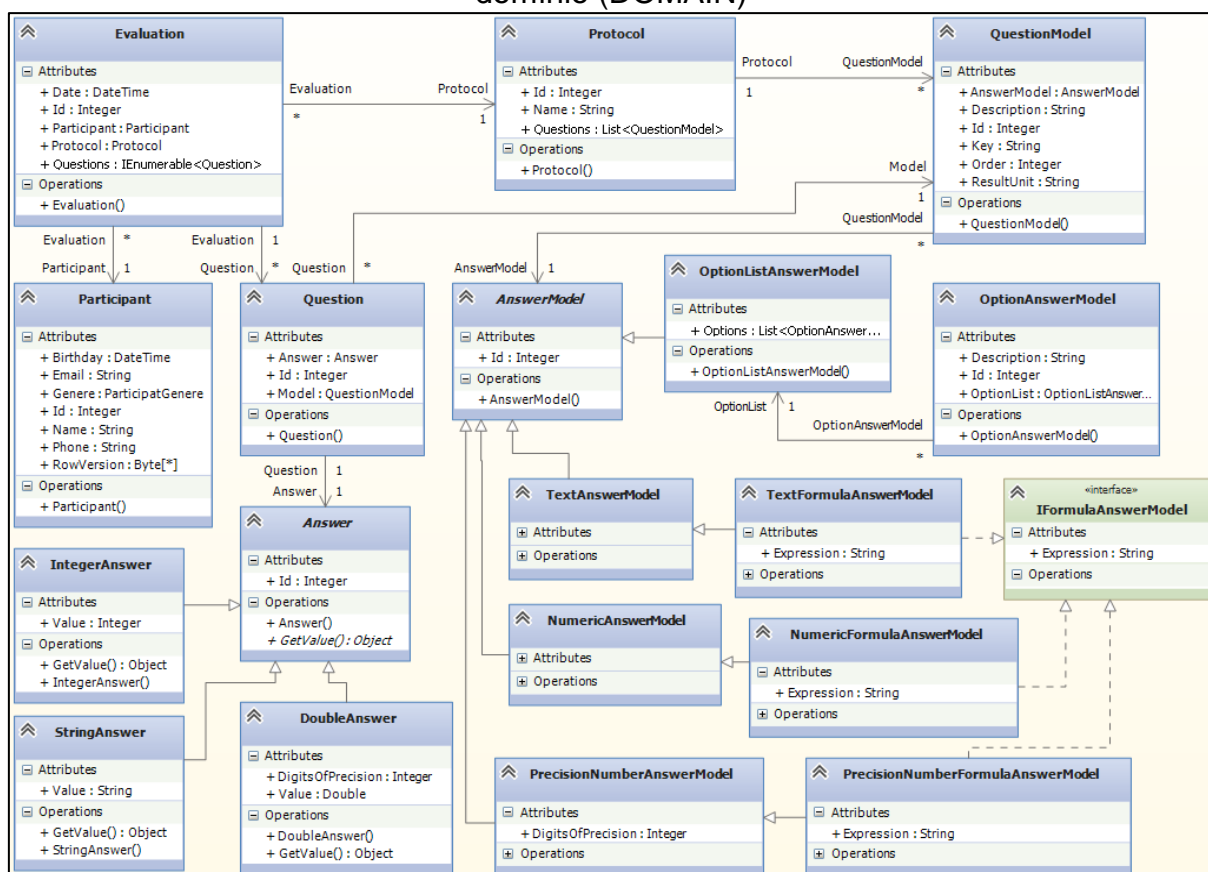 domínio (DOMAIN)
Evaluation
Attributes
+ Date : DateTime
+ Id : Integer
+ Participant : Participant
+ Protocol : Protocol
+ Questions : IEnumerable<Question>
Operations
+ Evaluation()
Evaluation
*
Protocol
1
Protocol
Attributes
+ Id : Integer
+ Name : String
+ Questions : List<QuestionModel>
Operations
+ Protocol()
Protocol
1
QuestionModel
*
QuestionModel
Attributes
+ AnswerModel : AnswerModel
+ Description : String
+ Id : Integer
+ Key : String
+ Order : Integer
+ ResultUnit : String
Operations
+ QuestionModel()
Model
1
QuestionModel
*
Evaluation *
Participant 1
Evaluation 1
Question *
Question *
AnswerModel 1
Participant
Attributes
+ Birthday : DateTime
+ Email : String
+ Genere : ParticipatGenere
+ Id : Integer
+ Name : String
+ Phone : String
+ RowVersion : Byte[*]
Operations
+ Participant()
Question
Attributes
+ Answer : Answer
+ Id : Integer
+ Model : QuestionModel
Operations
+ Question()
Question 1
Answer 1
AnswerModel
Attributes
+ Id : Integer
Operations
+ AnswerModel()
OptionListAnswerModel
Attributes
+ Options : List<OptionAnswer...
Operations
+ OptionListAnswerModel()
OptionList 1
OptionAnswerModel
*
OptionAnswerModel
Attributes
+ Description : String
+ Id : Integer
+ OptionList : OptionListAnswer...
Operations
+ OptionAnswerModel()
TextAnswerModel
Attributes
Operations
TextFormulaAnswerModel
Attributes
+ Expression : String
Operations
«interface»
IFormulaAnswerModel
Attributes
+ Expression : String
Operations
Answer
Attributes
+ Id : Integer
Operations
+ Answer()
+ GetValue() : Object
IntegerAnswer
Attributes
+ Value : Integer
Operations
+ GetValue() : Object
+ IntegerAnswer()
NumericAnswerModel
Attributes
Operations
NumericFormulaAnswerModel
Attributes
+ Expression : String
Operations
StringAnswer
Attributes
+ Value : String
Operations
+ GetValue() : Object
+ StringAnswer()
DoubleAnswer
Attributes
+ DigitsOfPrecision : Integer
+ Value : Double
Operations
+ DoubleAnswer()
+ GetValue() : Object
PrecisionNumberAnswerModel
Attributes
+ DigitsOfPrecision : Integer
Operations
PrecisionNumberFormulaAnswerModel
Attributes
+ Expression : String
Operations